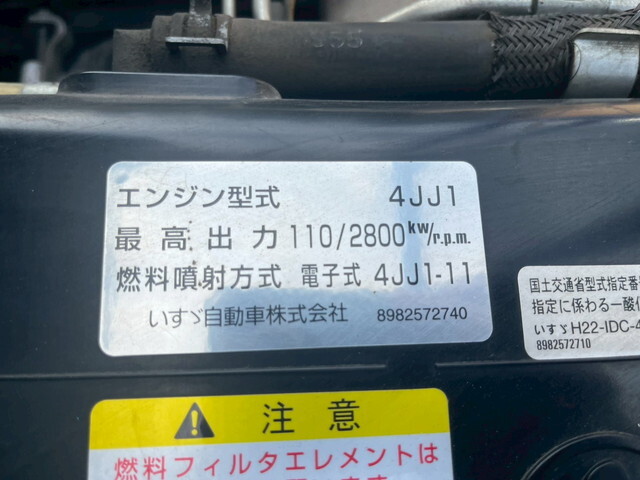 エンジン型式 4JJ1
最高出力 110/2800 kw/r.p.m.
燃料噴射方式 電子式 4JJ1-11
いすゞ自動車株式会社 8982572740
国土交通省型式指定番
指定に係わる一酸
いすゞH22-IDC-4
8982572710
注意
燃料フィルタエレメントは